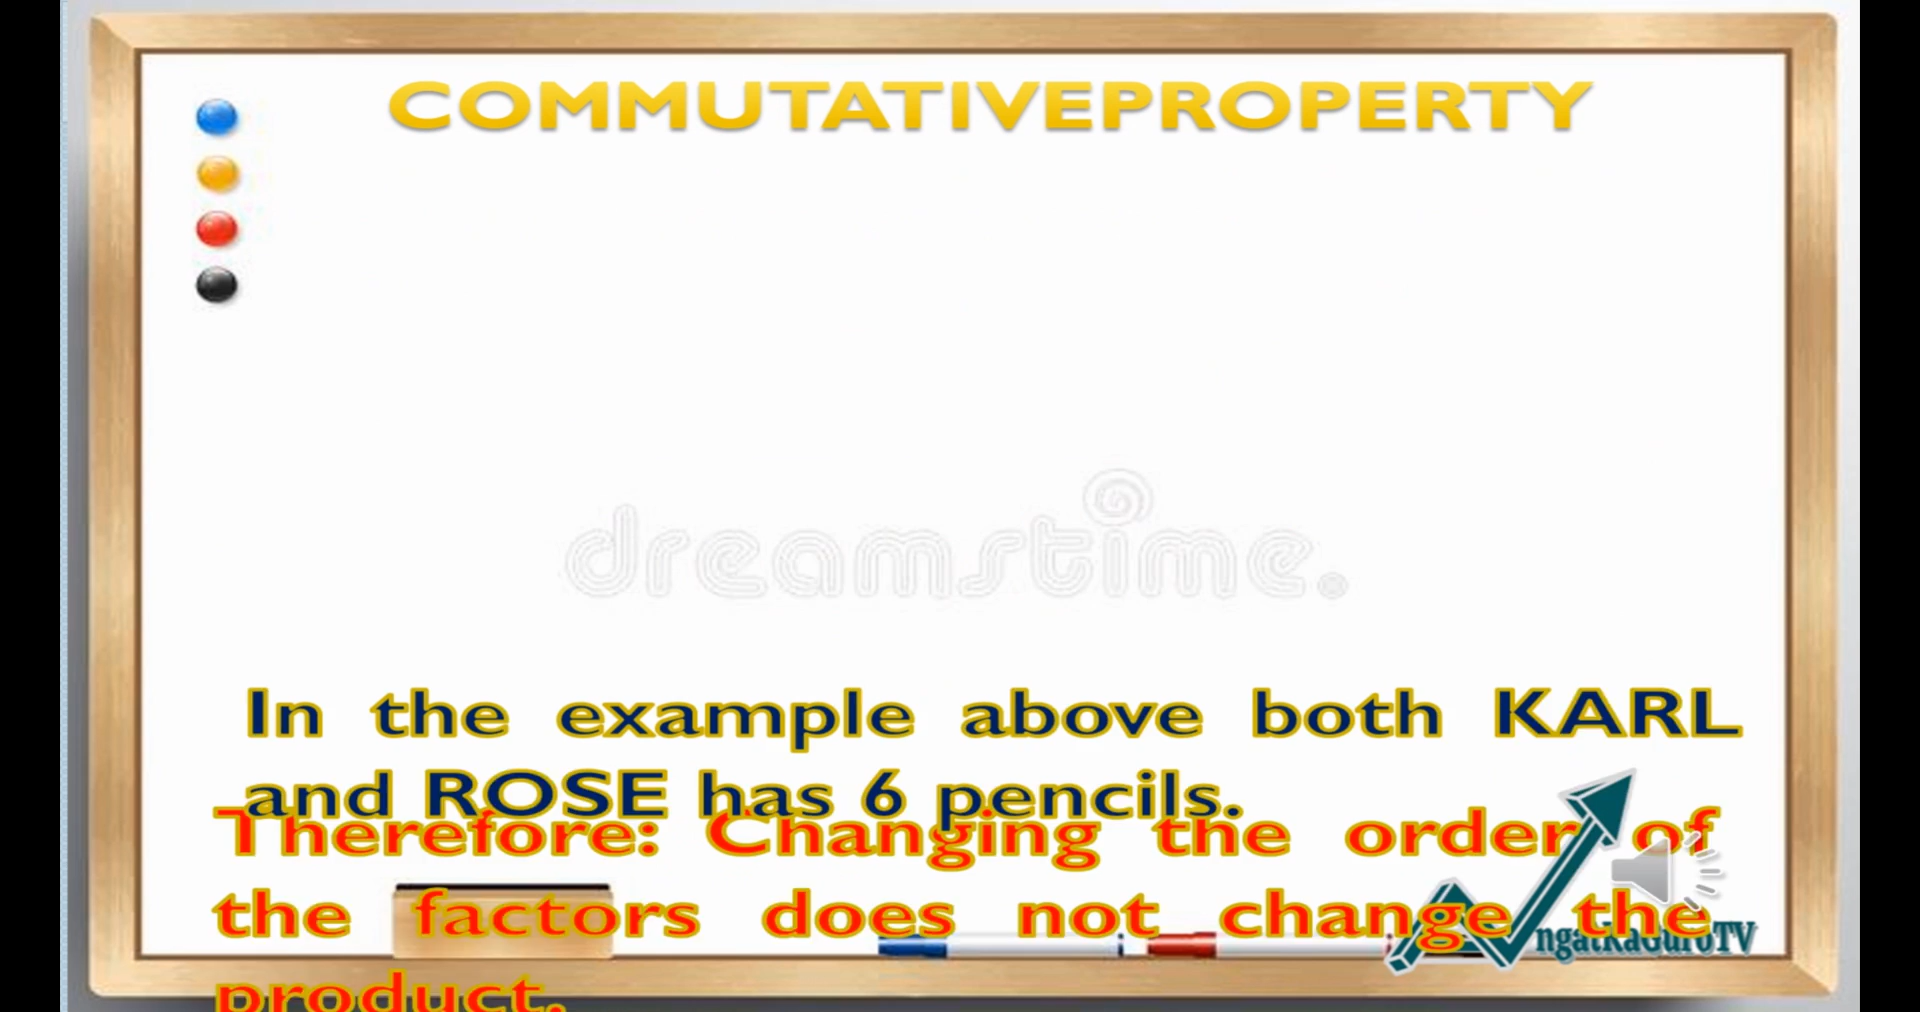 COMMUTATIVEPROPERTY
dreamstime.
In the example above both KARL
and ROSE has 6 pencils.
Therefore: Changing the order of
the factors does not change the
ngatKaGuroTV
product.